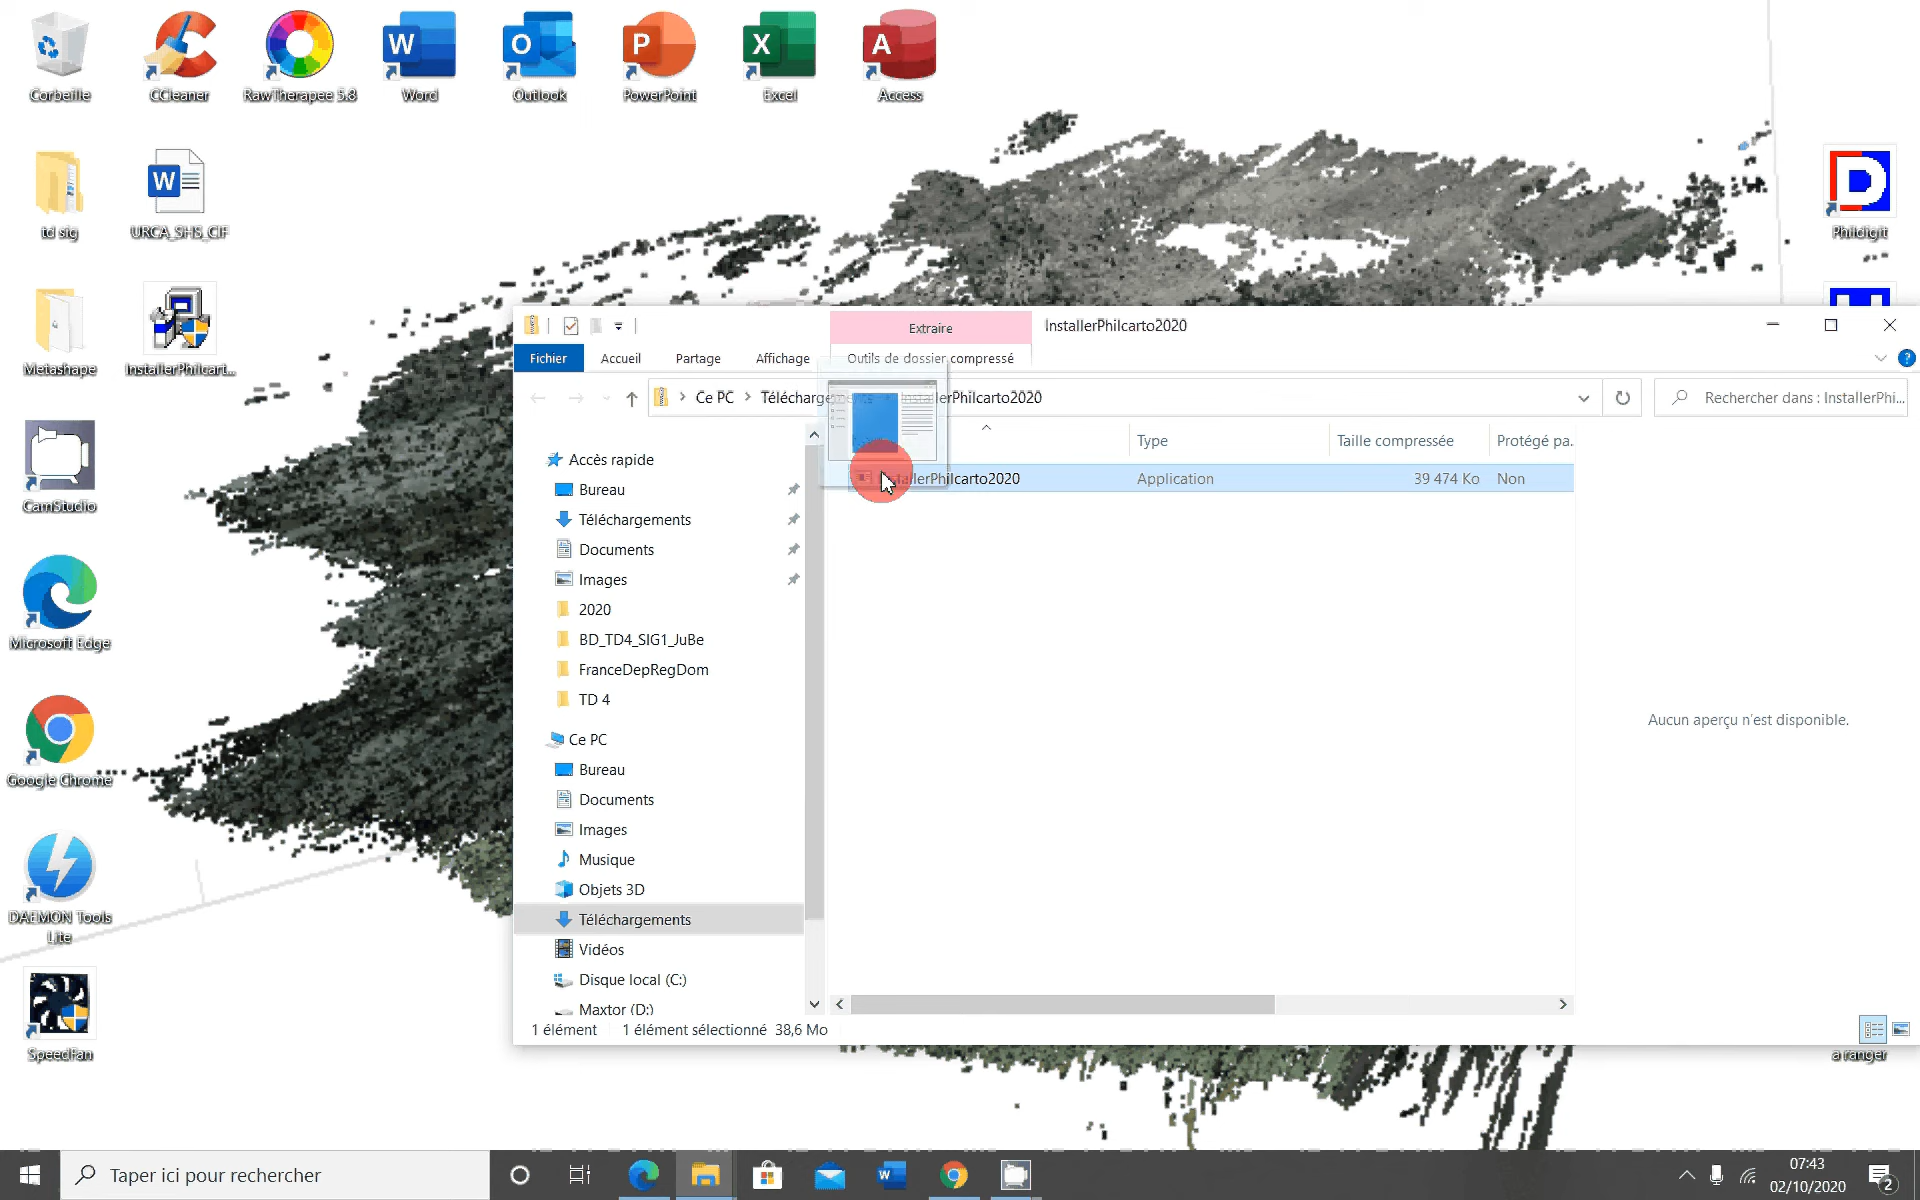 Corbeille
CCleaner
RawTherapee 5.8
Word
Outlook
PowerPoint
Excel
Access
td sig
URCA_SHS_CIF
Phildigit
Metashape
InstallerPhilcart...
CamStudio
Microsoft Edge
Google Chrome
DAEMON Tools
Lite
SpeedFan
a ranger
Extraire
InstallerPhilcarto2020
Fichier
Accueil
Partage
Affichage
Outils de dossier compressé
Ce PC
InstallerPhilcarto2020
Rechercher dans : InstallerPhi...
Type
Taille compressée
Protégé pa.
InstallerPhilcarto2020
Application
39 474 Ko
Non
Accès rapide
Bureau
Téléchargements
Documents
Images
2020
BD_TD4_SIG1_JuBe
FranceDepRegDom
TD 4
Ce PC
Bureau
Documents
Images
Musique
Objets 3D
Téléchargements
Vidéos
Disque local (C:)
Maxtor (D:)
Aucun aperçu n'est disponible.
1 élément
1 élément sélectionné 38,6 Mo
Taper ici pour rechercher
07:43
02/10/2020
2